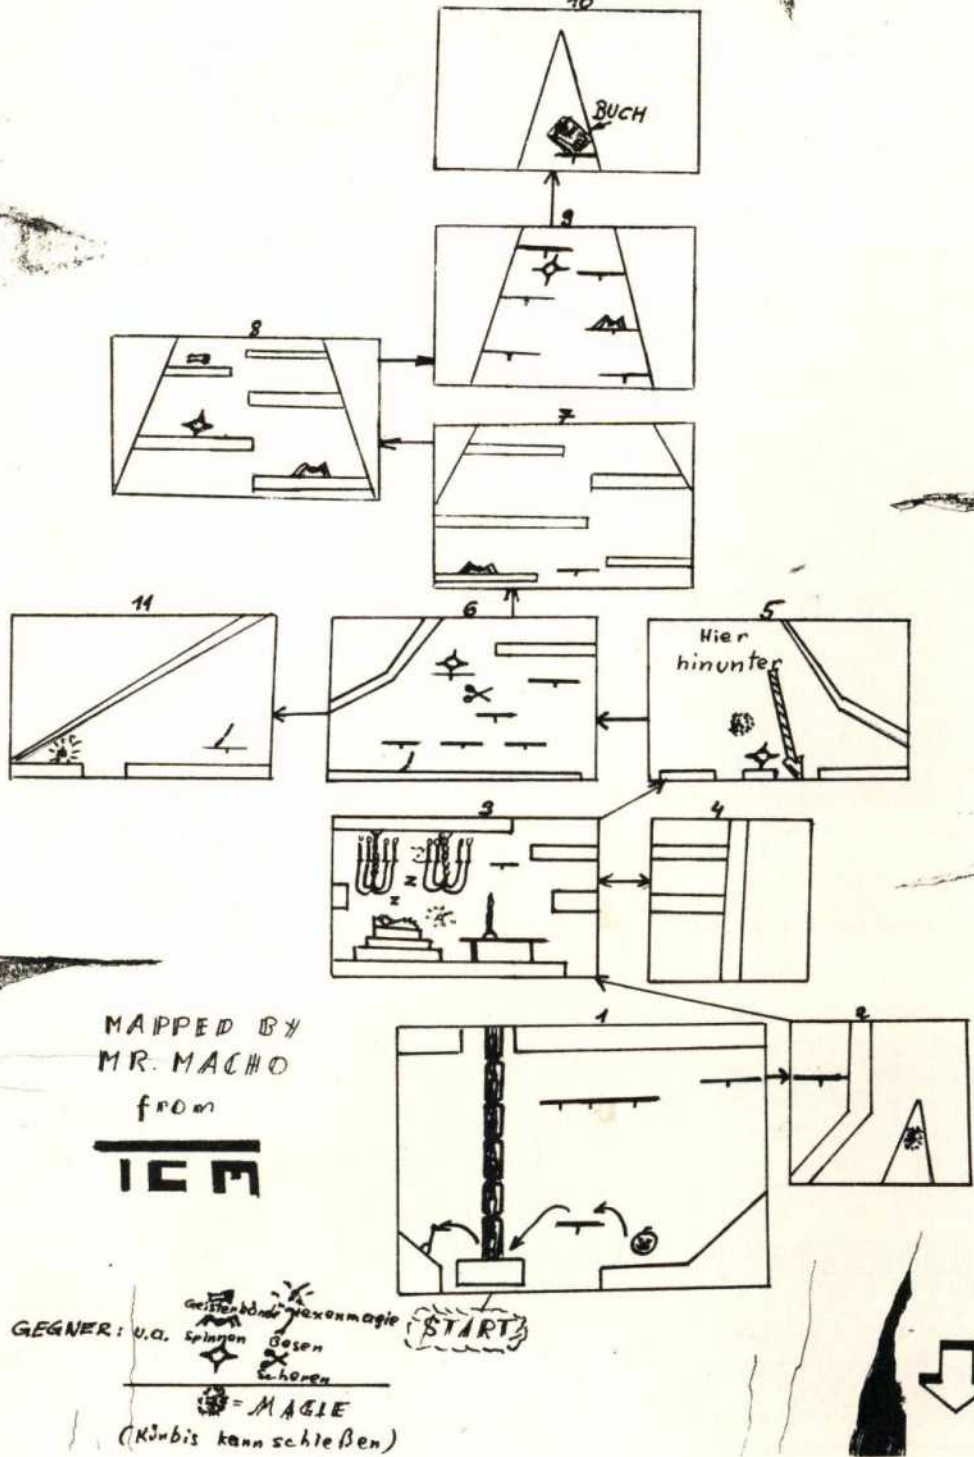 10
BUCH
9
8
7
11
6
5
Hier
hinunter
3
4
Z
Z
Z
1
2
MAPPED BY
MR. MACHO
from
ICM
START
GEGNER: u.a.
Geisterhände
Hexenmagie
Spinnen
Besen
Scheren
= MAGIE
(Kürbis kann schießen)